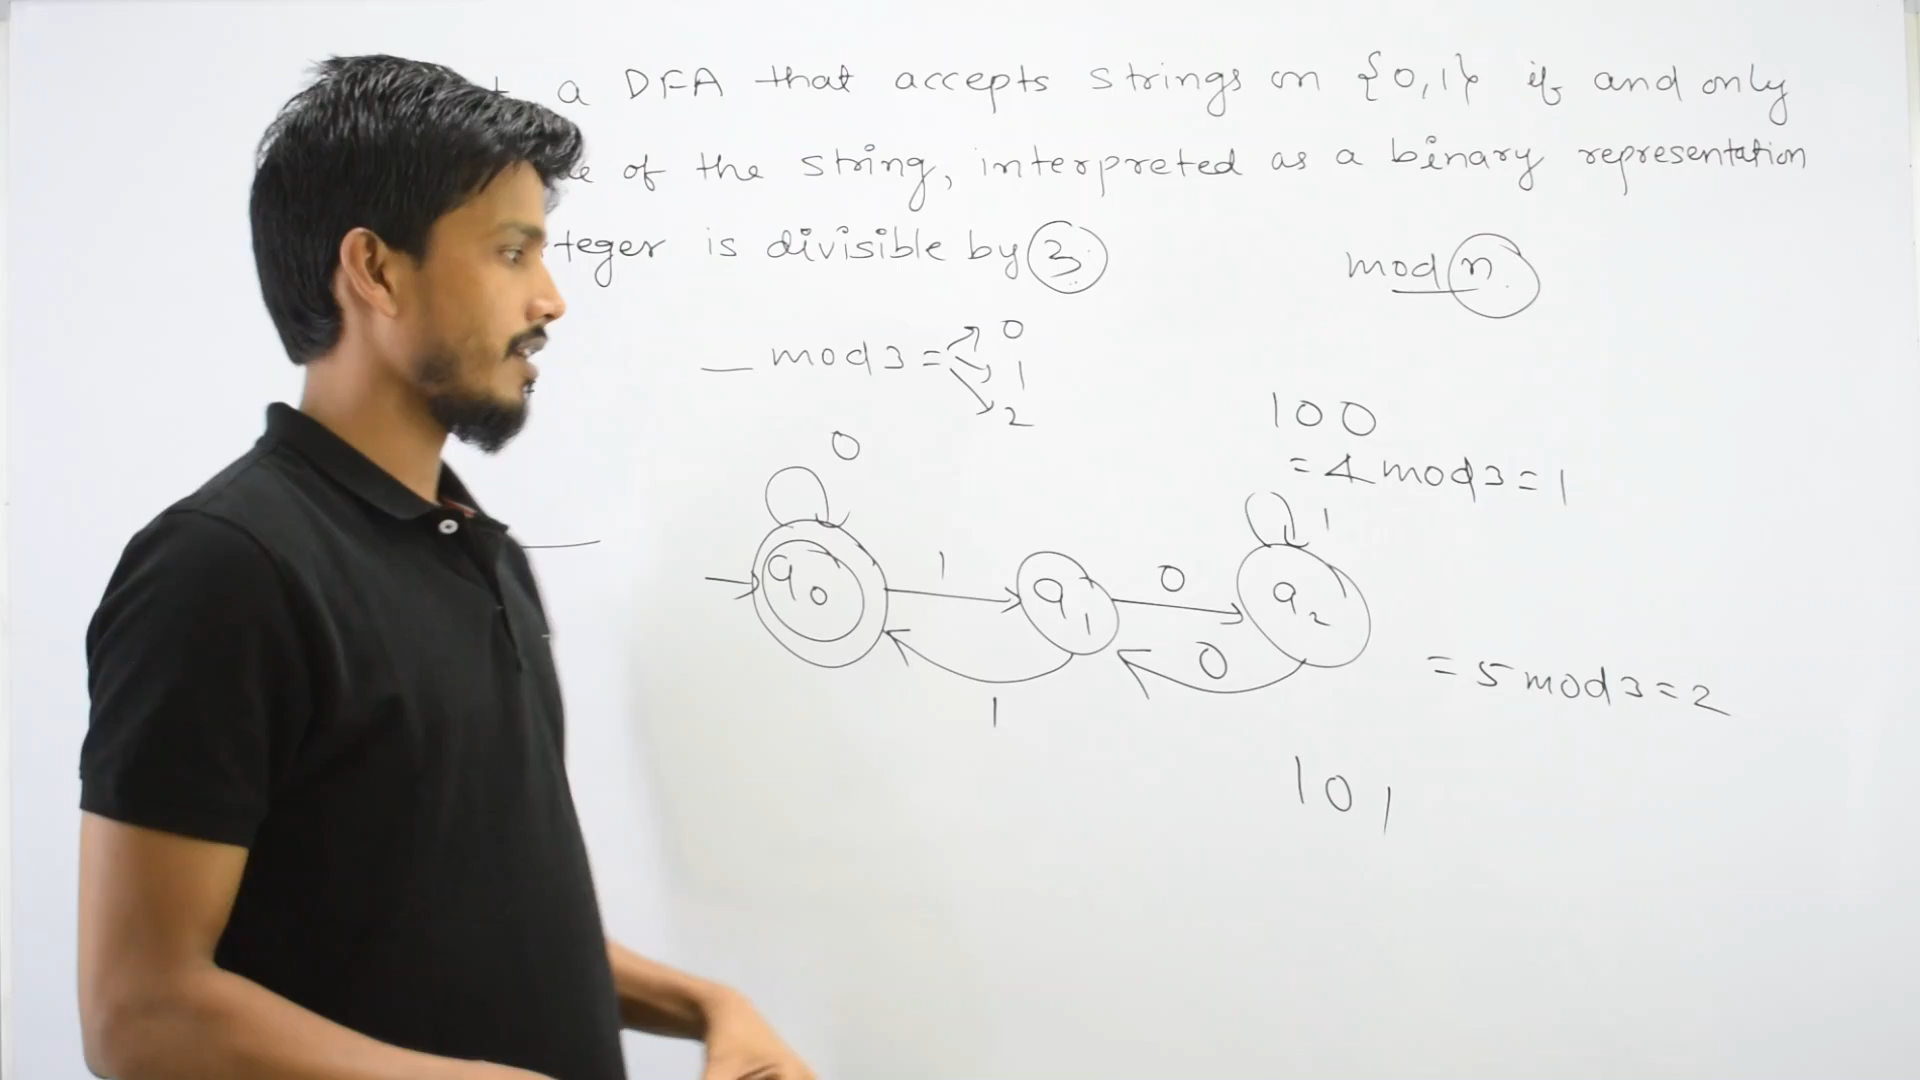 a DFA that accepts strings on {0,1} if and only
of the string, interpreted as a binary representation
teger is divisible by 3
mod n
mod 3 = 0
1
2
100
= 4 mod 3 = 1
0
1
q0 1 q1 0 q2
0
1
= 5 mod 3 = 2
101